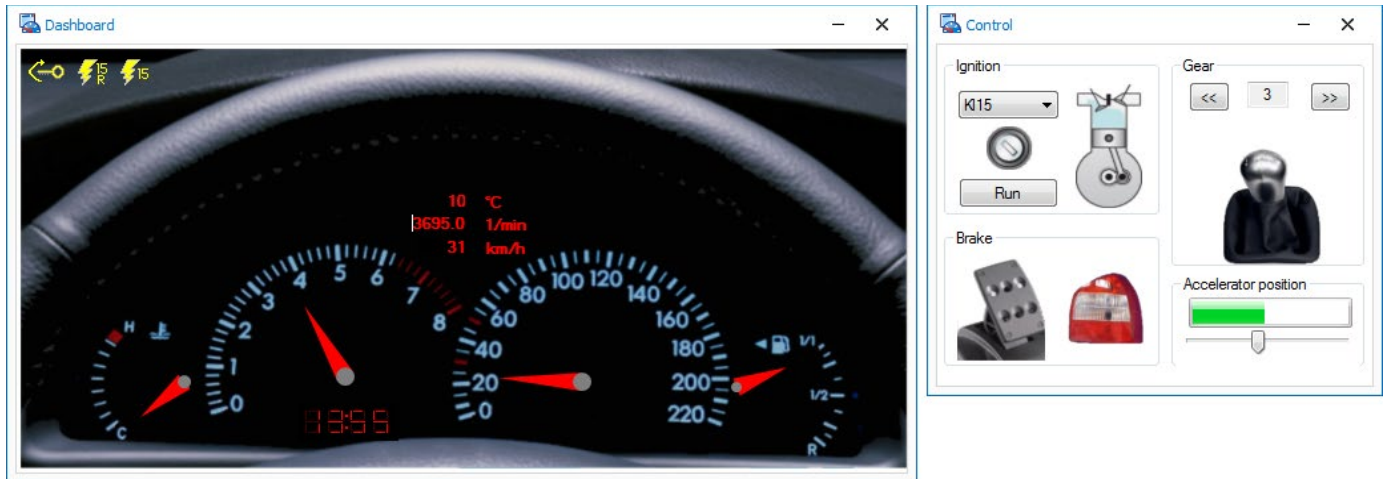 Dashboard
15
R
15
10 °C
3695.0 1/min
31 km/h
H
C
0
1
2
3
4
5
6
7
8
0
20
40
60
80
100
120
140
160
180
200
220
1/1
1/2
R
13:55
Control
Ignition
Kl15
Run
Gear
<< 3 >>
Brake
Accelerator position